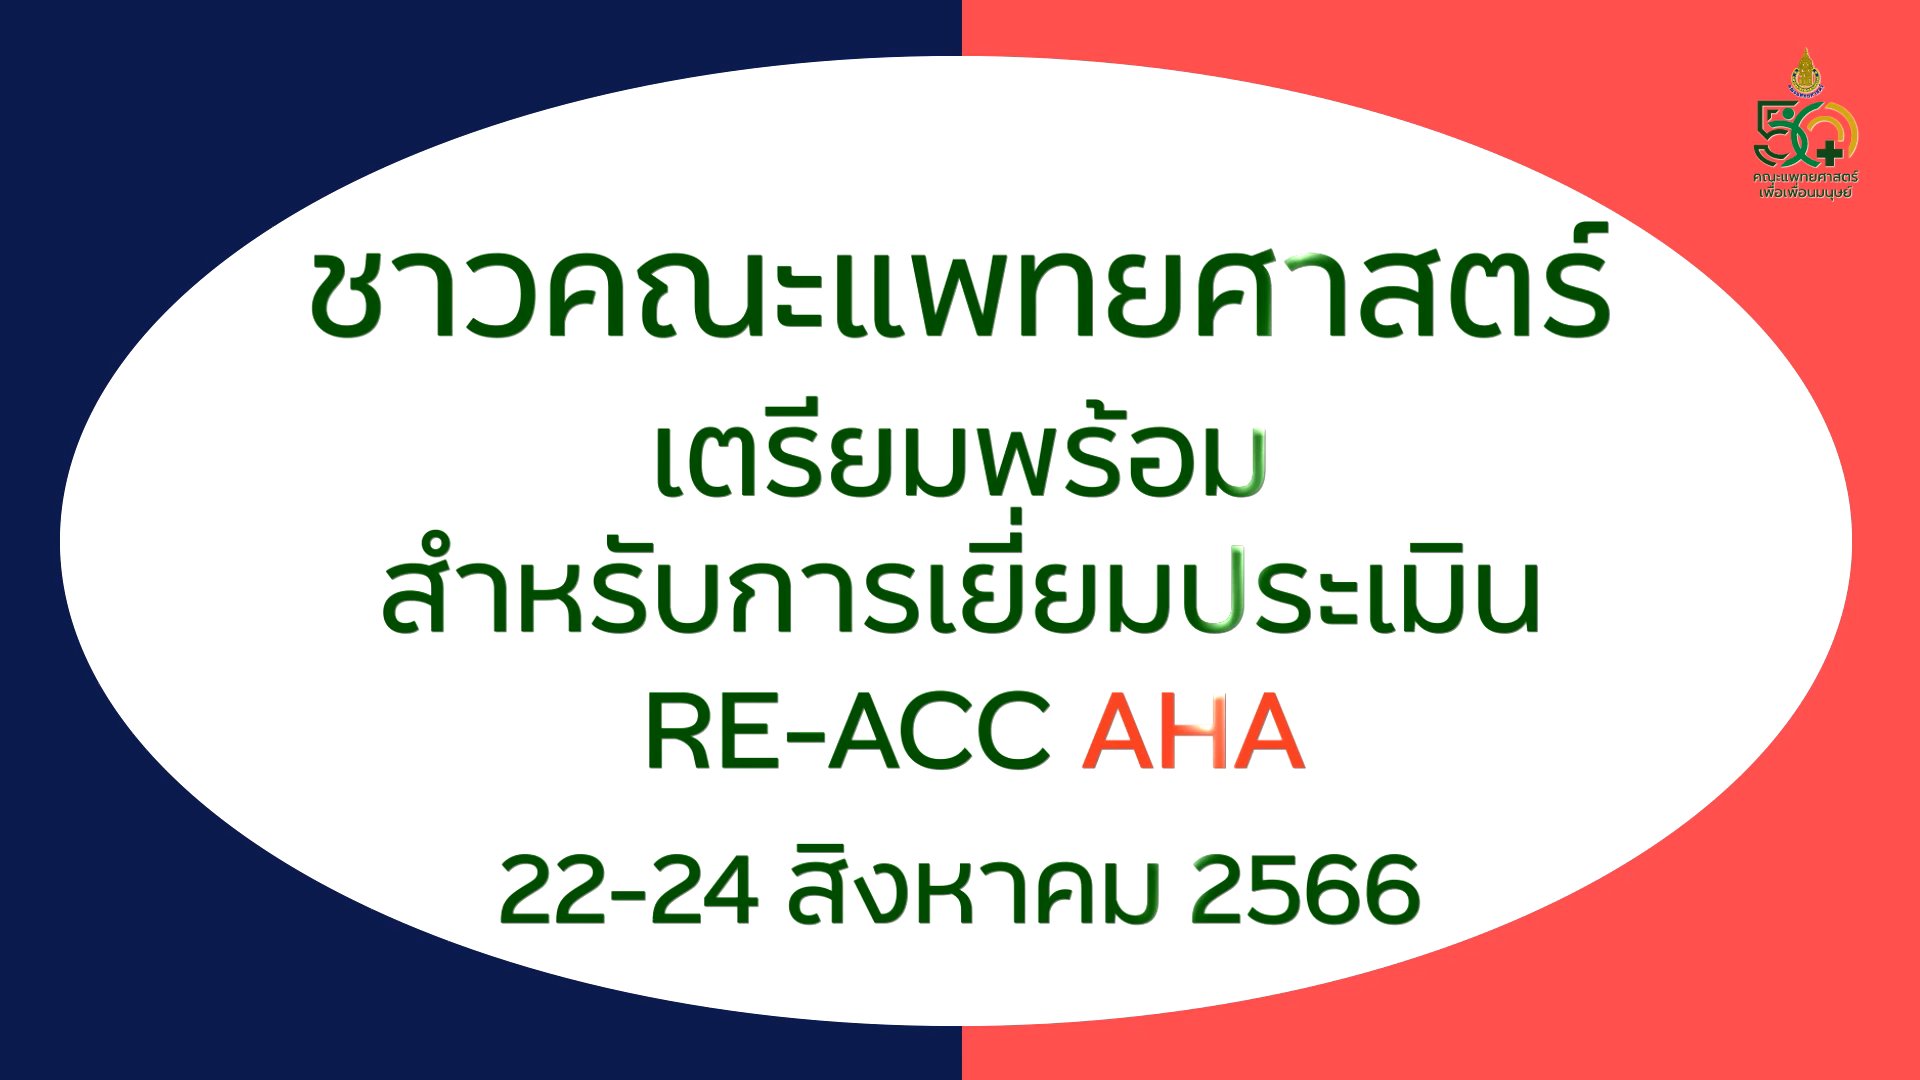 คณะแพทยศาสตร์
เพื่อเพื่อนมนุษย์
ชาวคณะแพทยศาสตร์
เตรียมพร้อม
สำหรับการเยี่ยมประเมิน
RE-ACC AHA
22-24 สิงหาคม 2566